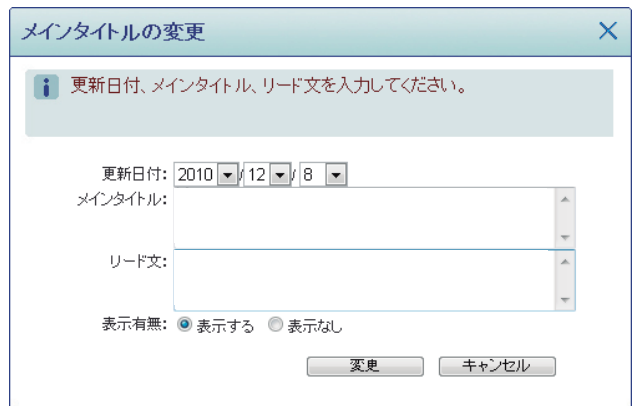 メインタイトルの変更
更新日付、メインタイトル、リード文を入力してください。
更新日付: 2010 / 12 / 8
メインタイトル:
リード文:
表示有無: 表示する 表示なし
変更 キャンセル